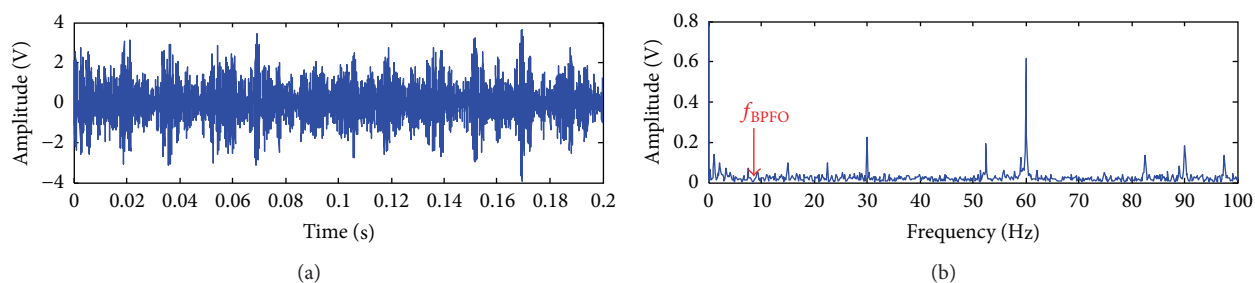 4
2
0
−2
−4
Amplitude (V)
0 0.02 0.04 0.06 0.08 0.1 0.12 0.14 0.16 0.18 0.2
Time (s)
(a)
0.8
0.6
0.4
0.2
0
Amplitude (V)
f_BPFO
0 10 20 30 40 50 60 70 80 90 100
Frequency (Hz)
(b)